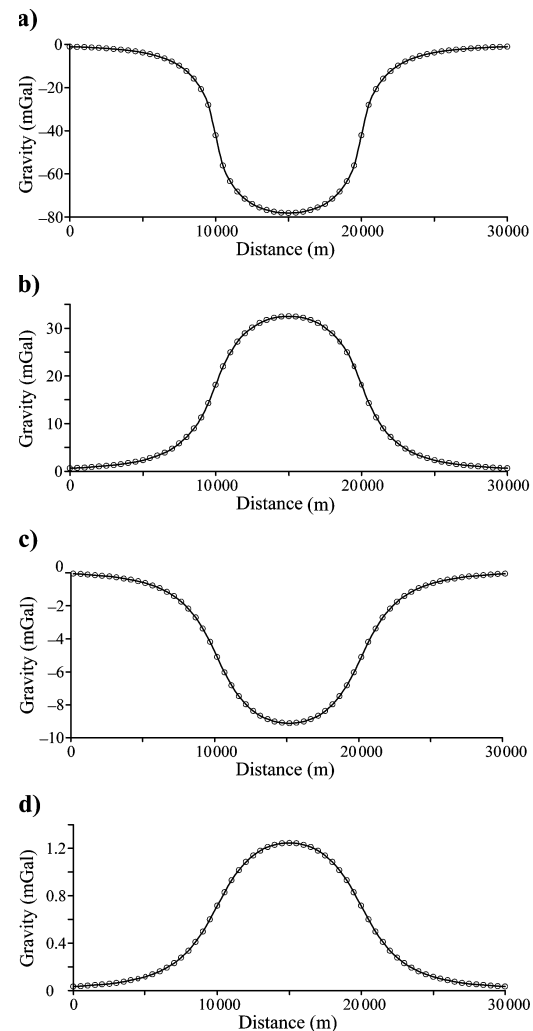 a)
0
–20
–40
–60
–80
Gravity (mGal)
0 10000 20000 30000
Distance (m)
b)
30
20
10
0
Gravity (mGal)
0 10000 20000 30000
Distance (m)
c)
0
–2
–4
–6
–8
–10
Gravity (mGal)
0 10000 20000 30000
Distance (m)
d)
1.2
0.8
0.4
0
Gravity (mGal)
0 10000 20000 30000
Distance (m)